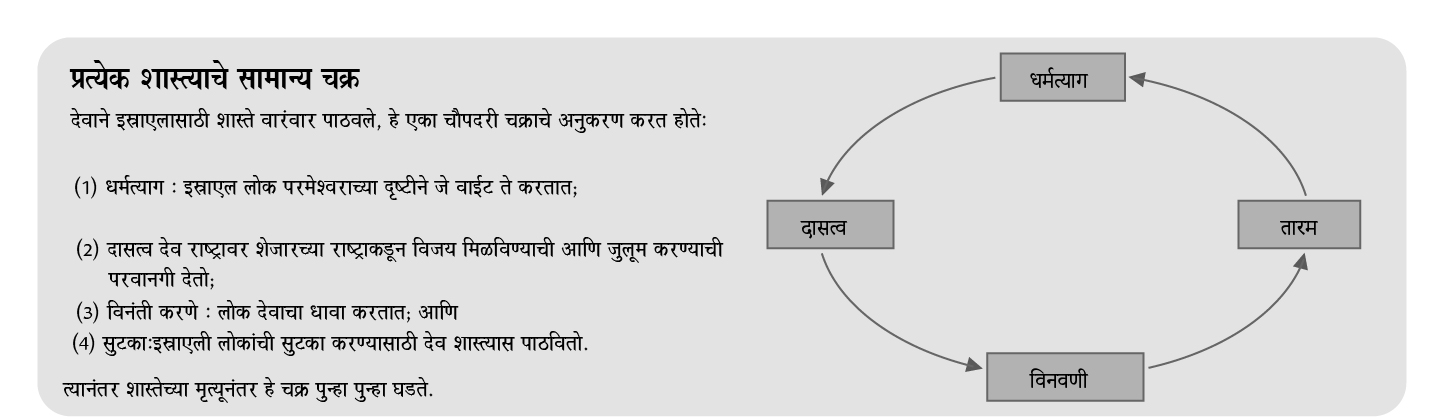 प्रत्येक शास्त्याचे सामान्य चक्र
देवाने इस्राएलासाठी शास्ते वारंवार पाठवले, हे एका चौपदरी चक्राचे अनुकरण करत होतेः
(1) धर्मत्याग : इस्राएल लोक परमेश्वराच्या दृष्टीने जे वाईट ते करतात;
(2) दासत्व देव राष्ट्रावर शेजारच्या राष्ट्राकडून विजय मिळविण्याची आणि जुलूम करण्याची
परवानगी देतो;
(3) विनंती करणे : लोक देवाचा धावा करतात; आणि
(4) सुटकाःइस्राएली लोकांची सुटका करण्यासाठी देव शास्त्यास पाठवितो.
त्यानंतर शास्तेच्या मृत्यूनंतर हे चक्र पुन्हा पुन्हा घडते.
धर्मत्याग
दासत्व
तारम
विनवणी